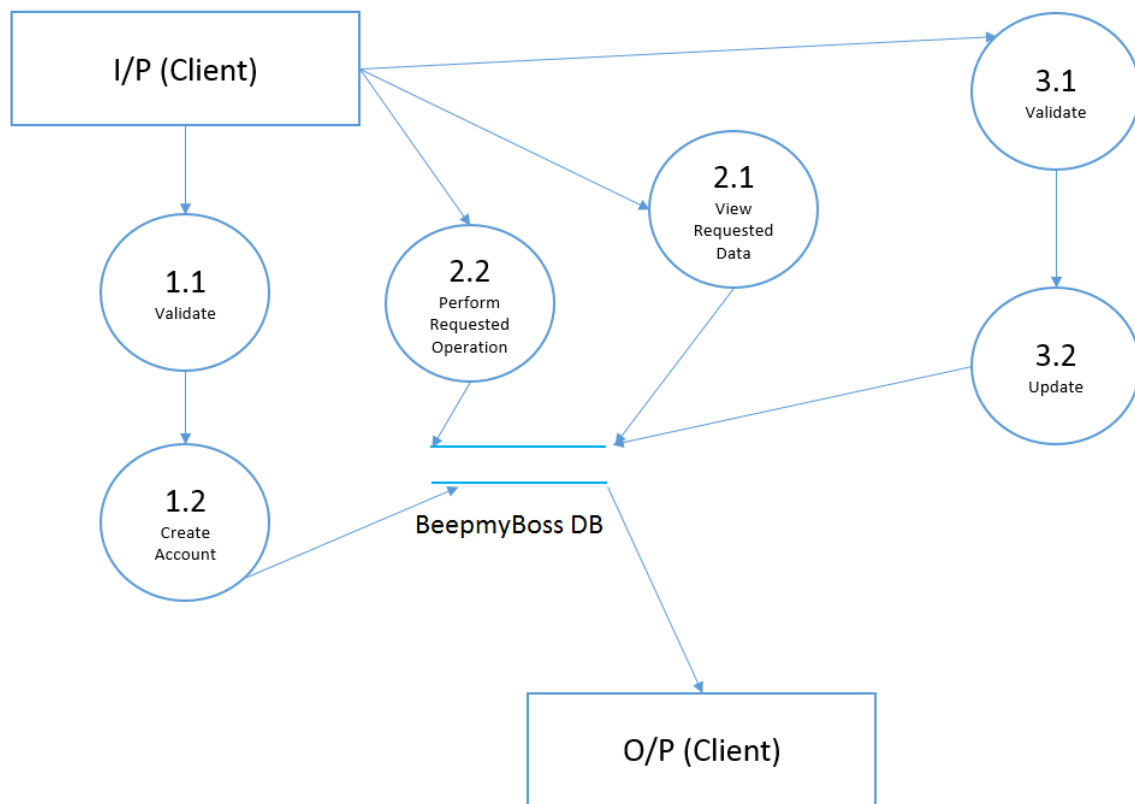 I/P (Client)
3.1
Validate
2.1
View
Requested
Data
1.1
Validate
2.2
Perform
Requested
Operation
3.2
Update
1.2
Create
Account
BeepmyBoss DB
O/P (Client)